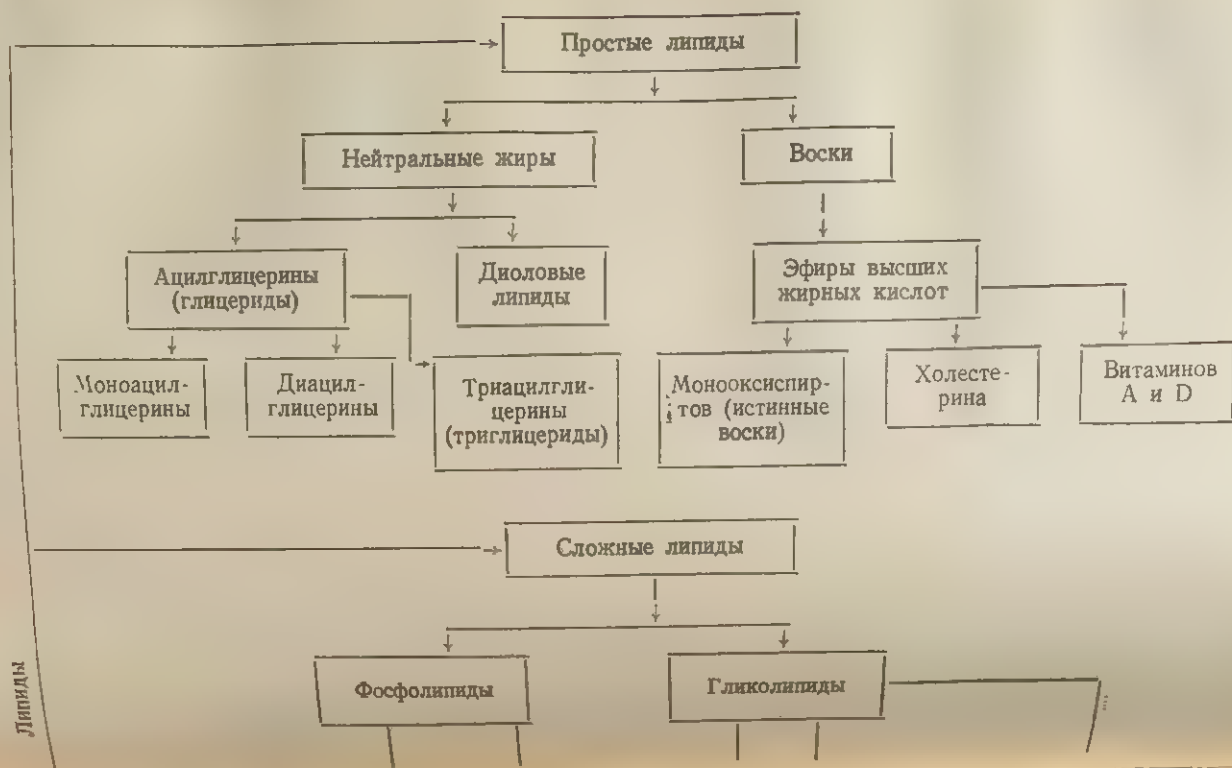 Простые липиды
Нейтральные жиры
Воски
Ацилглицерины
(глицериды)
Диоловые
липиды
Эфиры высших
жирных кислот
Моноацил-
глицерины
Диацил-
глицерины
Триацилгли-
церины
(триглицериды)
Монооксиспир-
тов (истинные
воски)
Холесте-
рина
Витаминов
А и D
Сложные липиды
Фосфолипиды
Гликолипиды
Липиды